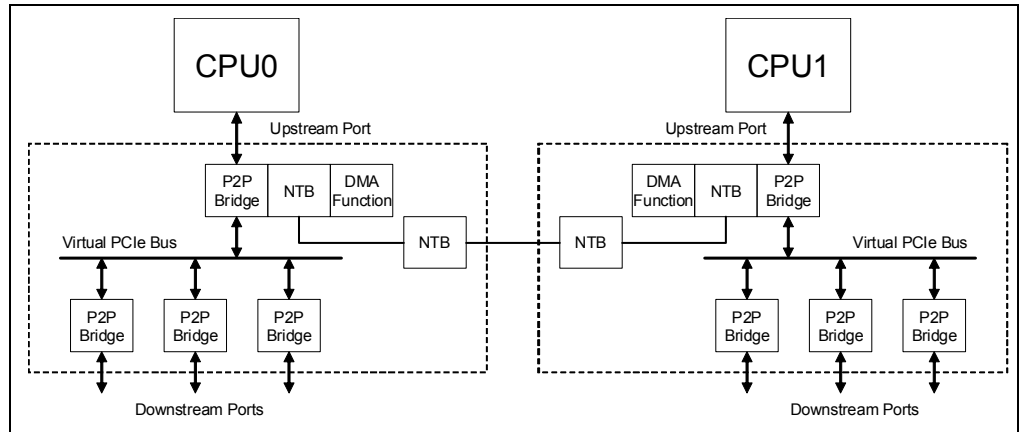 CPU0
CPU1
Upstream Port
Upstream Port
P2P
Bridge
NTB
DMA
Function
DMA
Function
NTB
P2P
Bridge
NTB
NTB
Virtual PCIe Bus
Virtual PCIe Bus
P2P
Bridge
P2P
Bridge
P2P
Bridge
P2P
Bridge
P2P
Bridge
P2P
Bridge
Downstream Ports
Downstream Ports